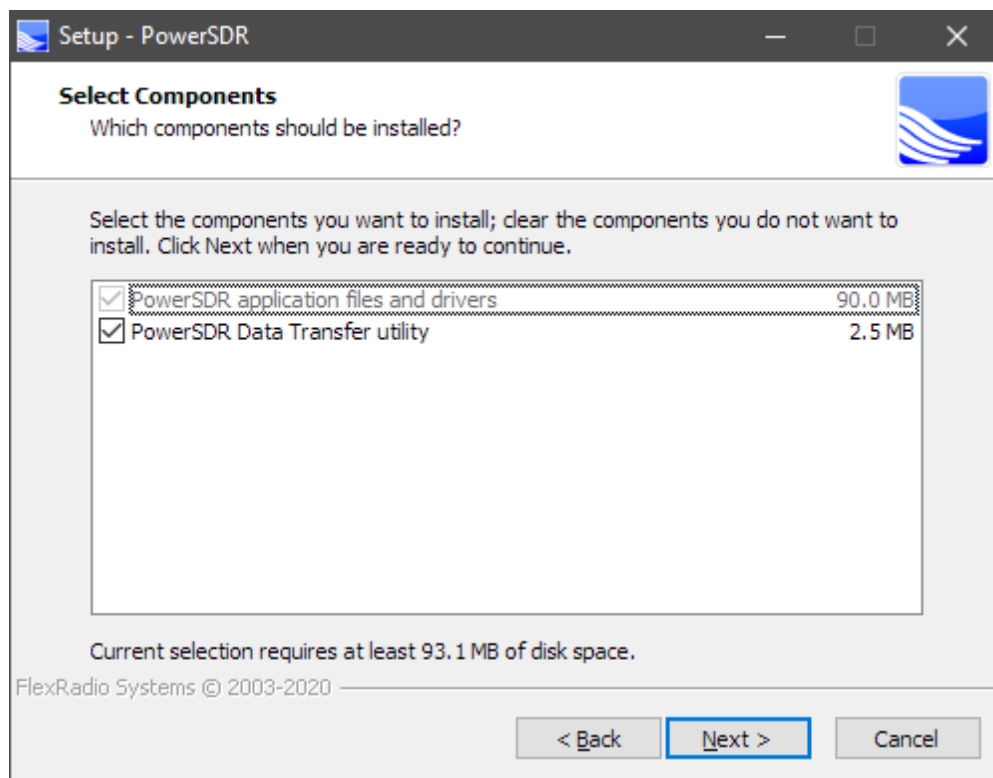 Setup - PowerSDR
Select Components
Which components should be installed?
Select the components you want to install; clear the components you do not want to
install. Click Next when you are ready to continue.
PowerSDR application files and drivers 90.0 MB
PowerSDR Data Transfer utility 2.5 MB
Current selection requires at least 93.1 MB of disk space.
FlexRadio Systems © 2003-2020
< Back Next > Cancel